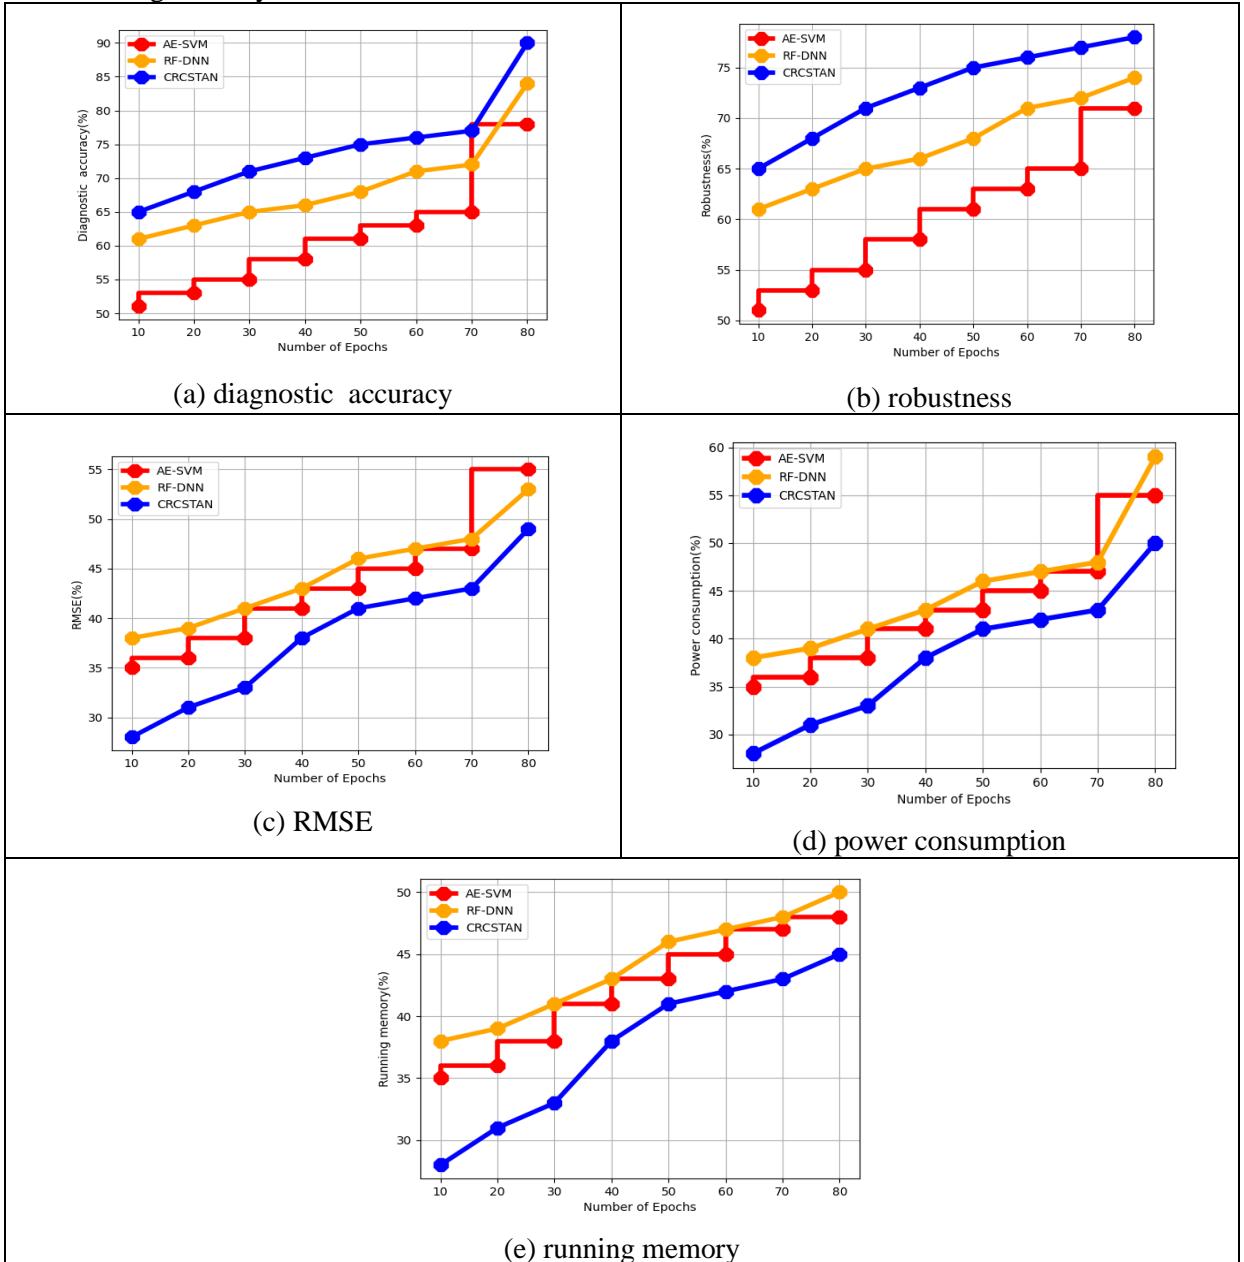 AE-SVM
RF-DNN
CRCSTAN
90
85
80
75
70
65
60
55
50
Diagnostic accuracy(%)
10 20 30 40 50 60 70 80
Number of Epochs
(a) diagnostic accuracy
AE-SVM
RF-DNN
CRCSTAN
75
70
65
60
55
50
Robustness(%)
10 20 30 40 50 60 70 80
Number of Epochs
(b) robustness
AE-SVM
RF-DNN
CRCSTAN
55
50
45
40
35
30
RMSE(%)
10 20 30 40 50 60 70 80
Number of Epochs
(c) RMSE
AE-SVM
RF-DNN
CRCSTAN
60
55
50
45
40
35
30
Power consumption(%)
10 20 30 40 50 60 70 80
Number of Epochs
(d) power consumption
AE-SVM
RF-DNN
CRCSTAN
50
45
40
35
30
Running memory(%)
10 20 30 40 50 60 70 80
Number of Epochs
(e) running memory